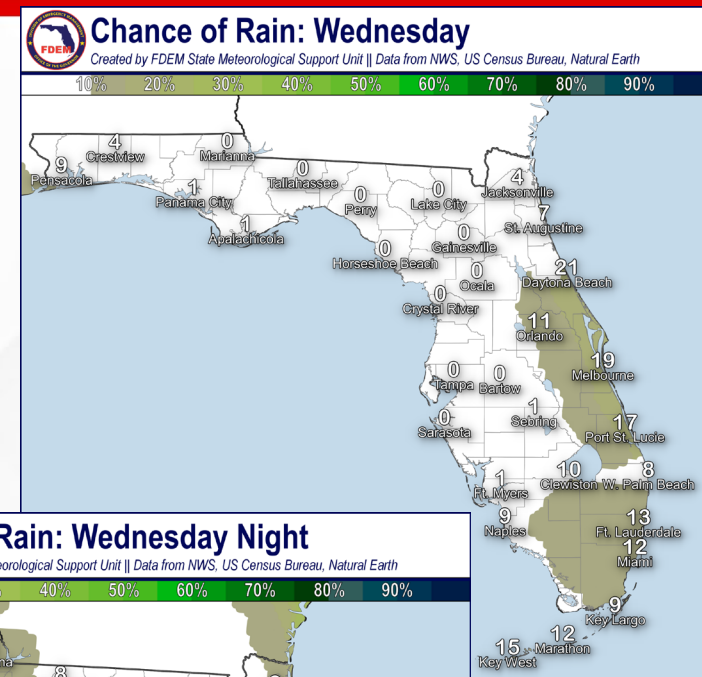 FDEM
Chance of Rain: Wednesday
Created by FDEM State Meteorological Support Unit || Data from NWS, US Census Bureau, Natural Earth
10% 20% 30% 40% 50% 60% 70% 80% 90%
4
Crestview
0
Marianna
9
Pensacola
0
Tallahassee
1
Panama City
0
Perry
0
Lake City
4
Jacksonville
7
St. Augustine
1
Apalachicola
0
Gainesville
0
Horseshoe Beach
0
Ocala
21
Daytona Beach
0
Crystal River
11
Orlando
19
Melbourne
0
Tampa
0
Bartow
1
Sebring
0
Sarasota
17
Port St. Lucie
10
Clewiston
8
W. Palm Beach
1
Ft. Myers
9
Naples
13
Ft. Lauderdale
12
Miami
9
Key Largo
12
Marathon
15
Key West
Rain: Wednesday Night
Support Unit || Data from NWS, US Census Bureau, Natural Earth
40% 50% 60% 70% 80% 90%
8